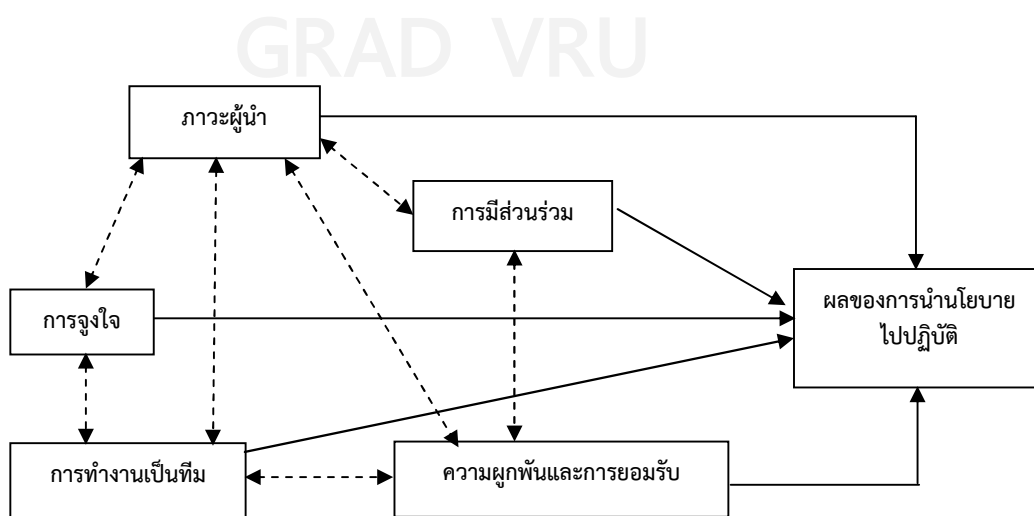 GRAD VRU
ภาวะผู้นำ
การมีส่วนร่วม
การจูงใจ
ผลของการนำนโยบาย
ไปปฏิบัติ
การทำงานเป็นทีม
ความผูกพันและการยอมรับ